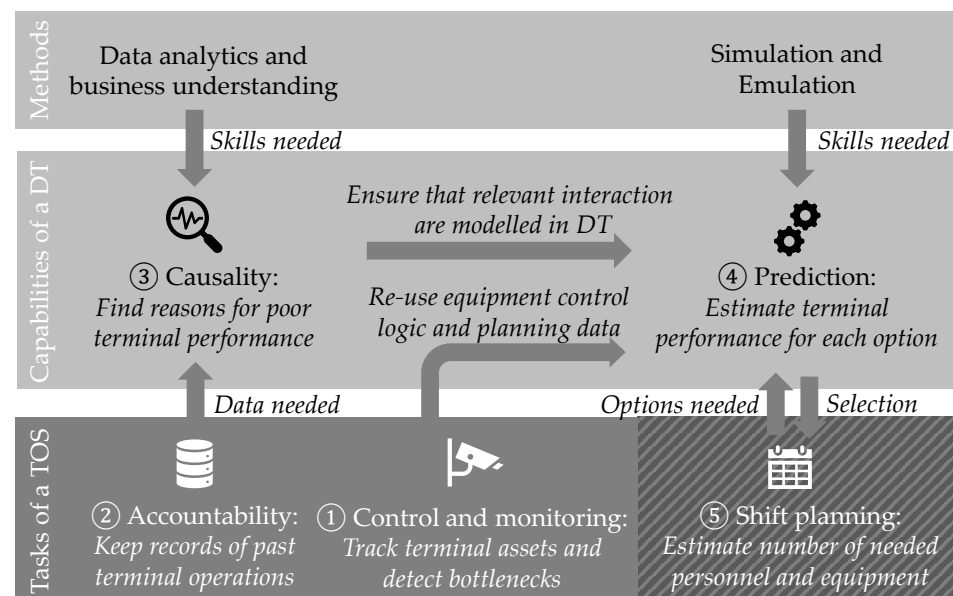 Methods
Data analytics and
business understanding
Simulation and
Emulation
Skills needed
Skills needed
Capabilities of a DT
Ensure that relevant interaction
are modelled in DT
③ Causality:
Find reasons for poor
terminal performance
④ Prediction:
Estimate terminal
performance for each option
Re-use equipment control
logic and planning data
Data needed
Options needed
Selection
Tasks of a TOS
② Accountability:
Keep records of past
terminal operations
① Control and monitoring:
Track terminal assets and
detect bottlenecks
⑤ Shift planning:
Estimate number of needed
personnel and equipment